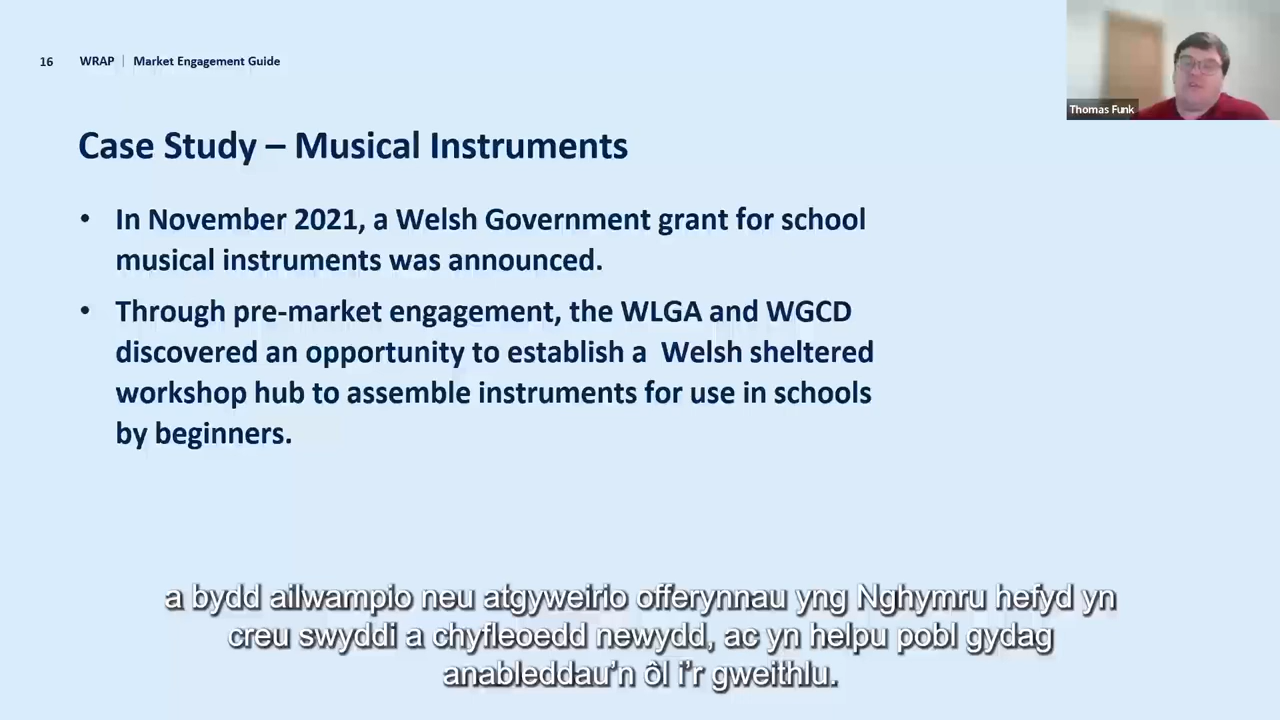 16 WRAP | Market Engagement Guide
Thomas Funk
Case Study – Musical Instruments
• In November 2021, a Welsh Government grant for school
musical instruments was announced.
• Through pre-market engagement, the WLGA and WGCD
discovered an opportunity to establish a Welsh sheltered
workshop hub to assemble instruments for use in schools
by beginners.
a bydd ailwampio neu atgyweirio offerynnau yng Nghymru hefyd yn
creu swyddi a chyfleoedd newydd, ac yn helpu pobl gydag
anableddau'n ôl i'r gweithlu.